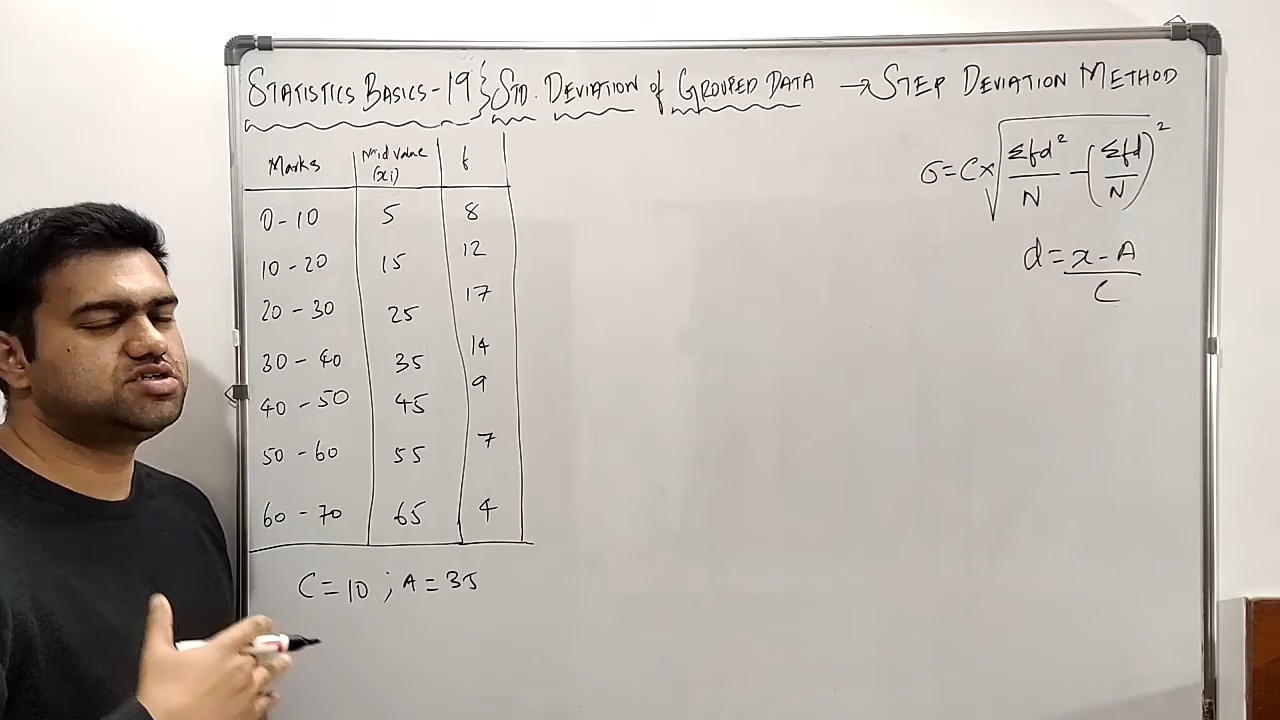 STATISTICS BASICS - 19 } STD. DEVIATION of GROUPED DATA → STEP DEVIATION METHOD
Marks Mid value (xi) f
0 - 10 5 8
10 - 20 15 12
20 - 30 25 17
30 - 40 35 14
40 - 50 45 9
50 - 60 55 7
60 - 70 65 4
C = 10 ; A = 35
σ = C × √ Σfd² / N - (Σfd / N)²
d = x - A / C